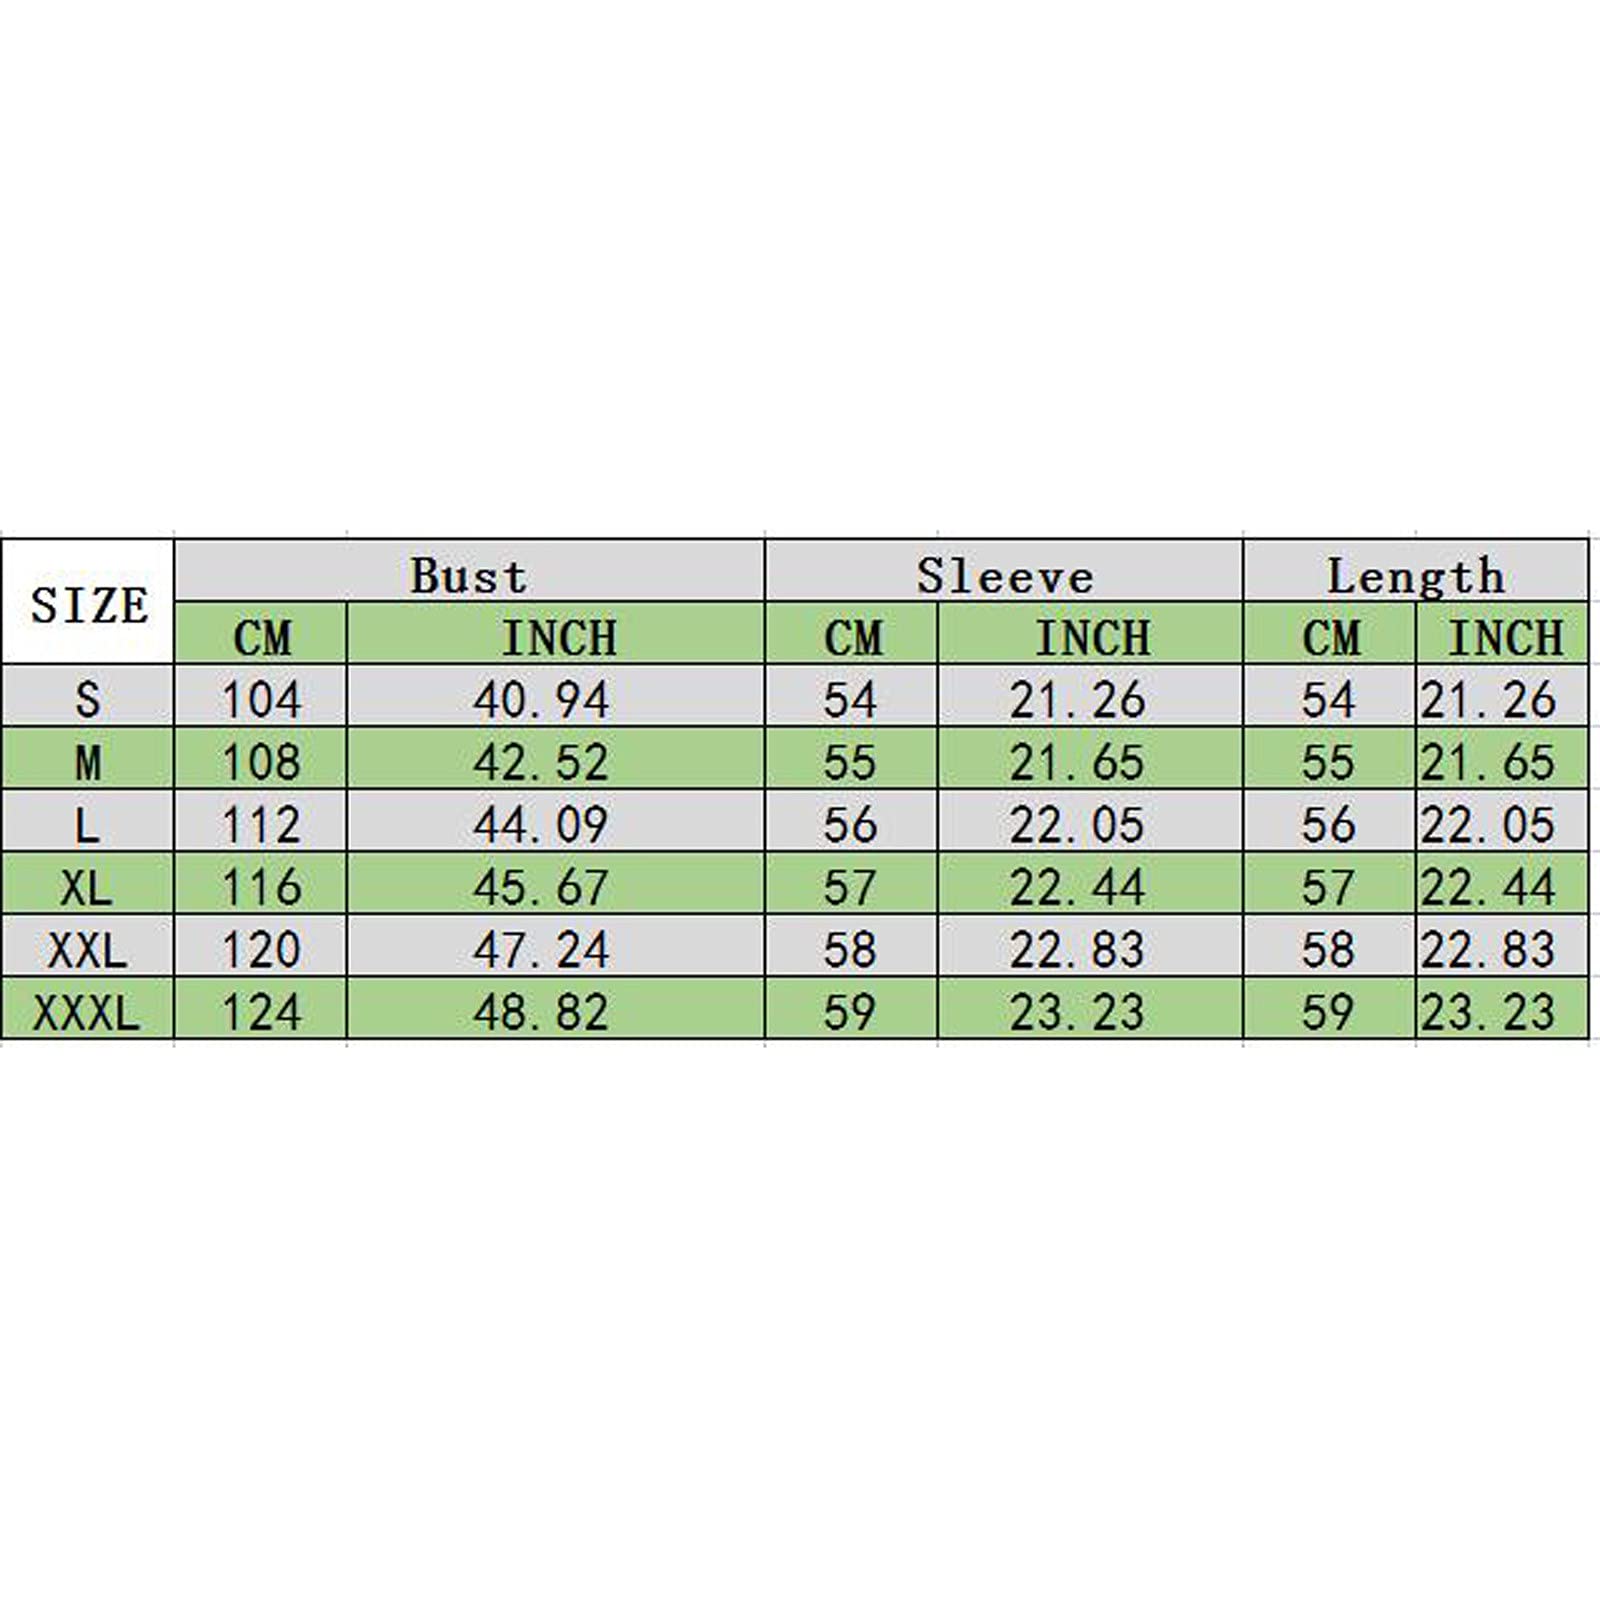 SIZE Bust Sleeve Length
CM INCH CM INCH CM INCH
S 104 40.94 54 21.26 54 21.26
M 108 42.52 55 21.65 55 21.65
L 112 44.09 56 22.05 56 22.05
XL 116 45.67 57 22.44 57 22.44
XXL 120 47.24 58 22.83 58 22.83
XXXL 124 48.82 59 23.23 59 23.23